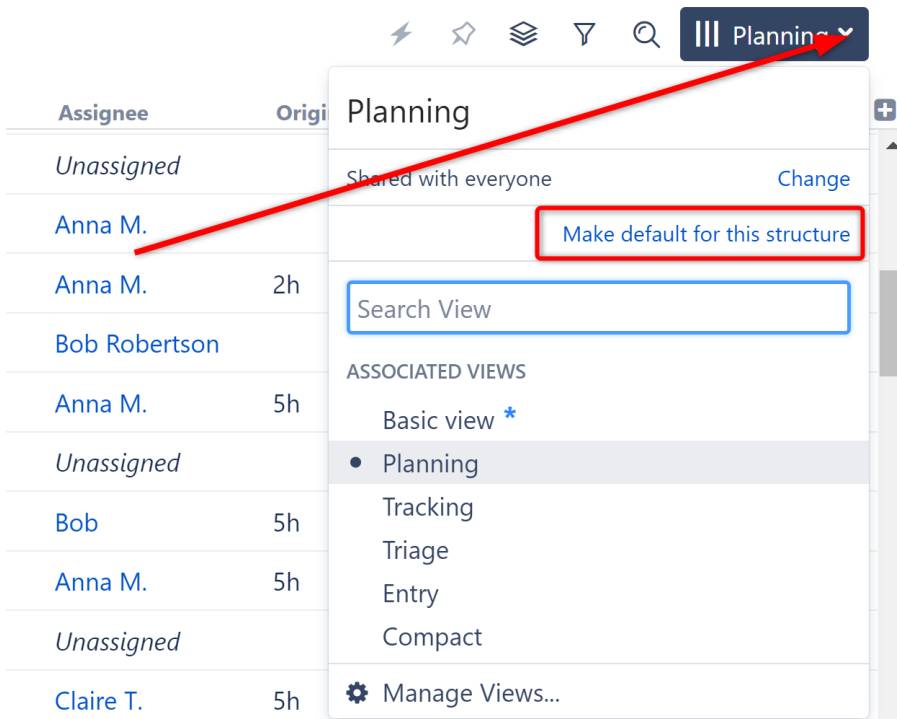 Planning
Assignee
Origi
Unassigned
Anna M.
Anna M. 2h
Bob Robertson
Anna M. 5h
Unassigned
Bob 5h
Anna M. 5h
Unassigned
Claire T. 5h
Planning
Shared with everyone Change
Make default for this structure
Search View
ASSOCIATED VIEWS
Basic view *
Planning
Tracking
Triage
Entry
Compact
Manage Views...